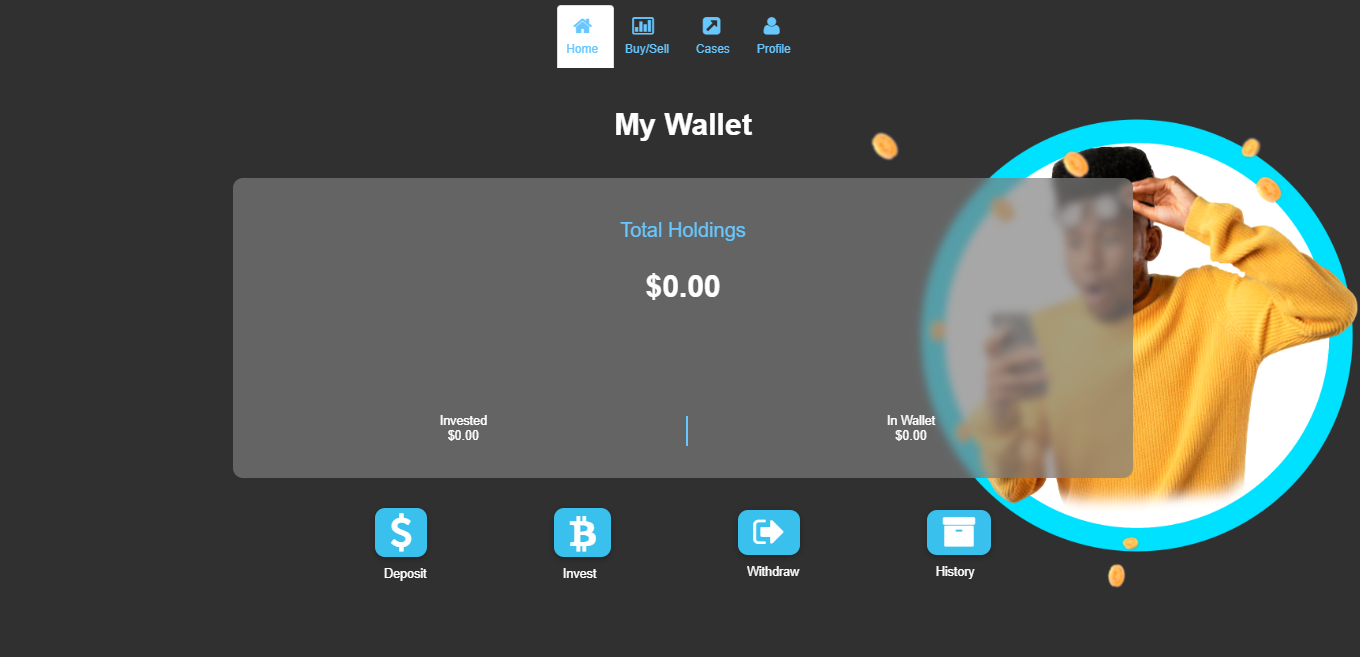 Home
Buy/Sell
Cases
Profile
My Wallet
Total Holdings
$0.00
Invested
$0.00
In Wallet
$0.00
Deposit
Invest
Withdraw
History